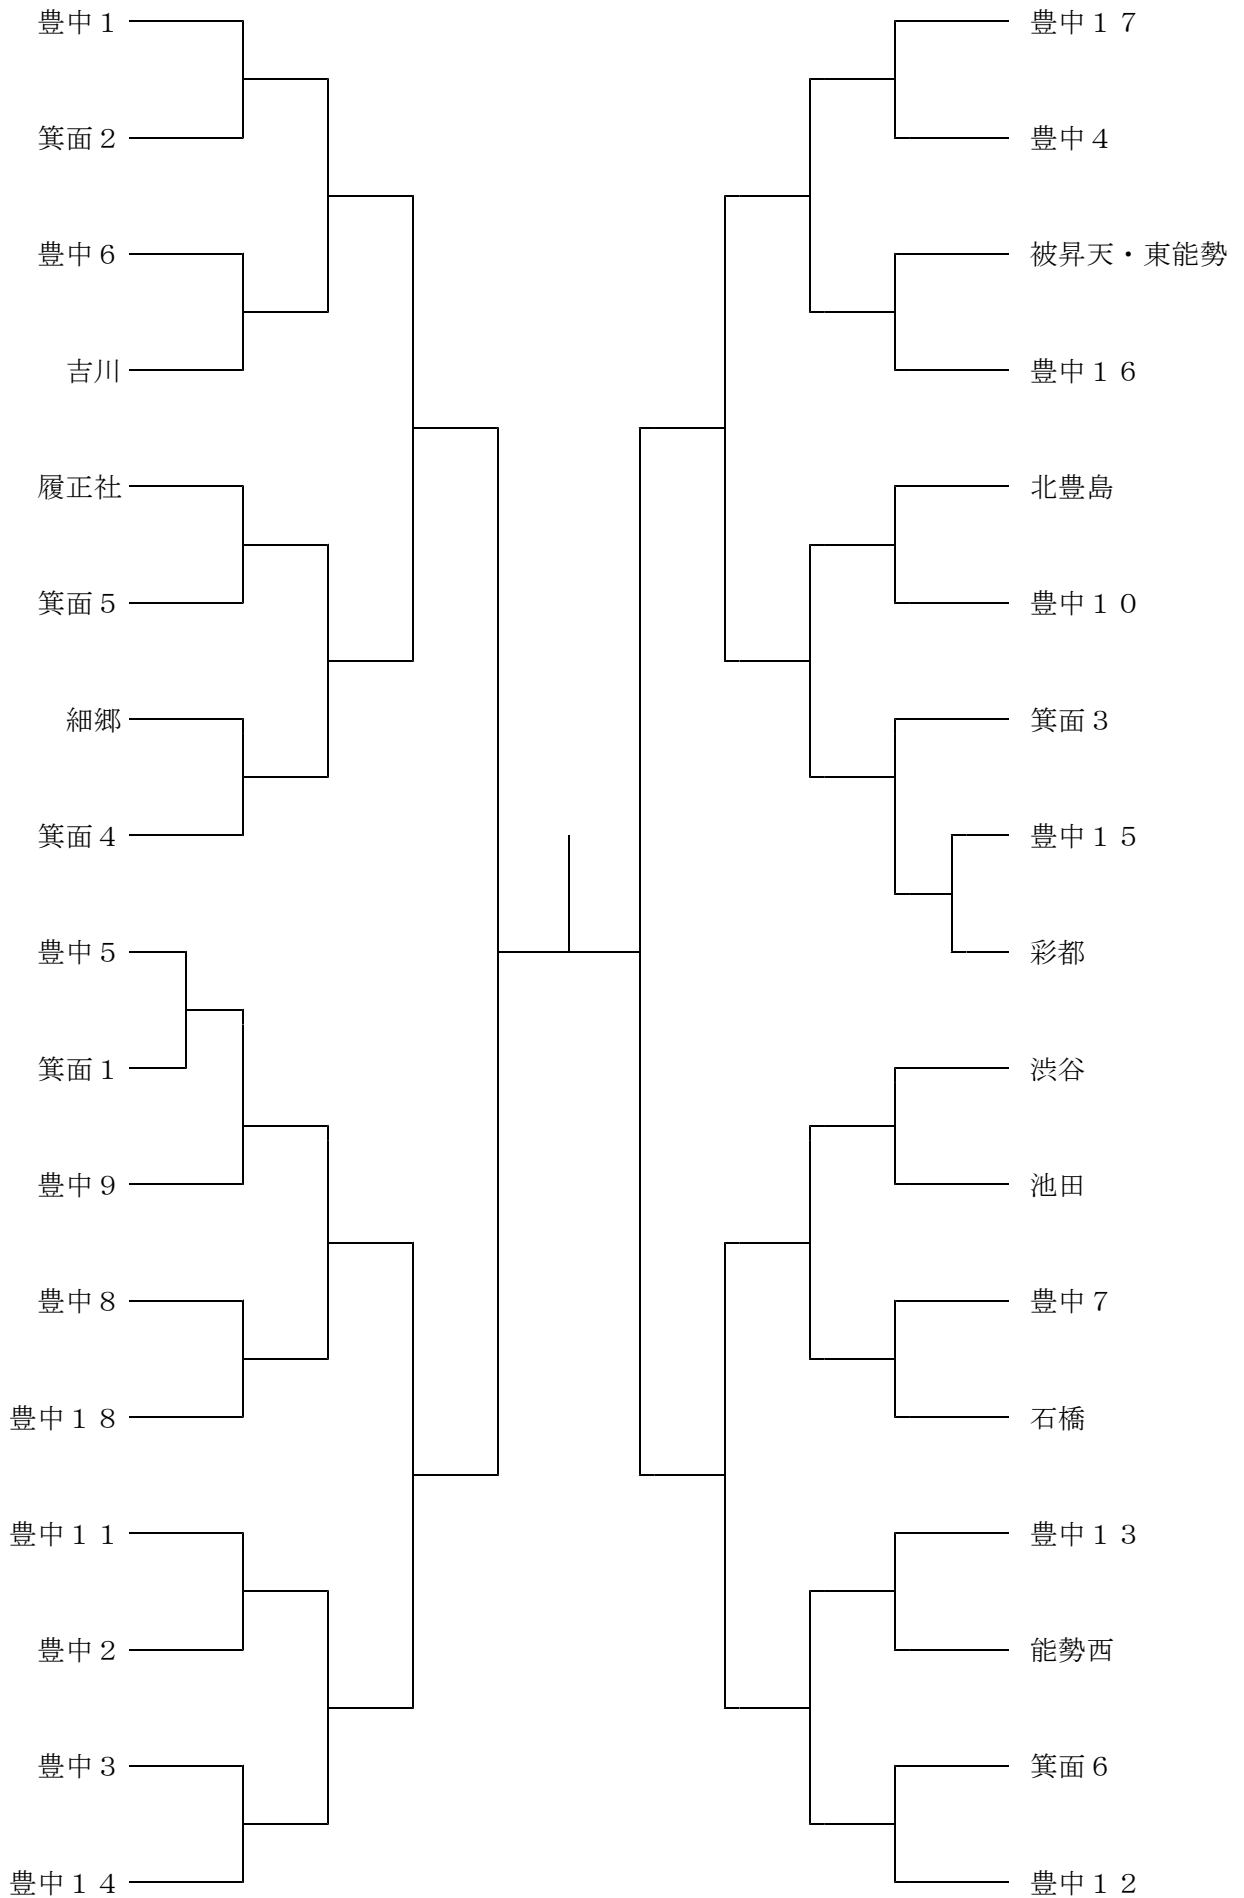 豊中１
箕面２
豊中６
吉川
履正社
箕面５
細郷
箕面４
豊中５
箕面１
豊中９
豊中８
豊中１８
豊中１１
豊中２
豊中３
豊中１４
豊中１７
豊中４
被昇天・東能勢
豊中１６
北豊島
豊中１０
箕面３
豊中１５
彩都
渋谷
池田
豊中７
石橋
豊中１３
能勢西
箕面６
豊中１２